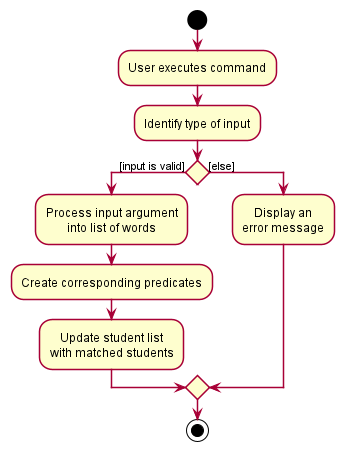 User executes command
Identify type of input
[input is valid]
[else]
Process input argument
into list of words
Display an
error message
Create corresponding predicates
Update student list
with matched students